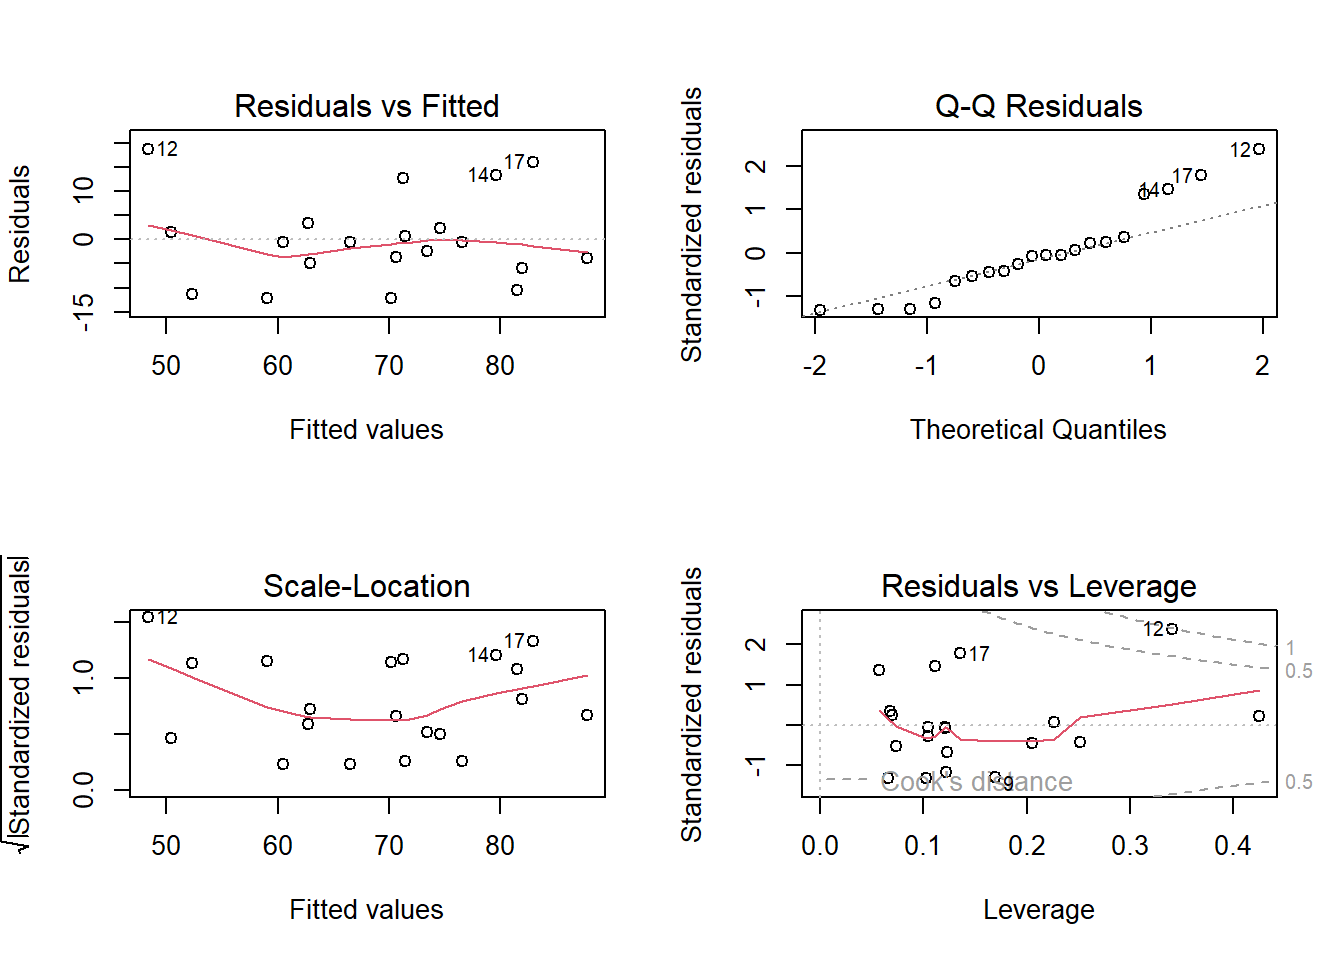 Residuals vs Fitted
Residuals
10
0
-15
12
14
17
50 60 70 80
Fitted values
Q-Q Residuals
Standardized residuals
2
1
0
-1
12
17
14
-2 -1 0 1 2
Theoretical Quantiles
Scale-Location
√|Standardized residuals|
1.0
0.0
12
14
17
50 60 70 80
Fitted values
Residuals vs Leverage
Standardized residuals
2
1
-1
12
17
9
1
0.5
0.5
Cook's distance
0.0 0.1 0.2 0.3 0.4
Leverage